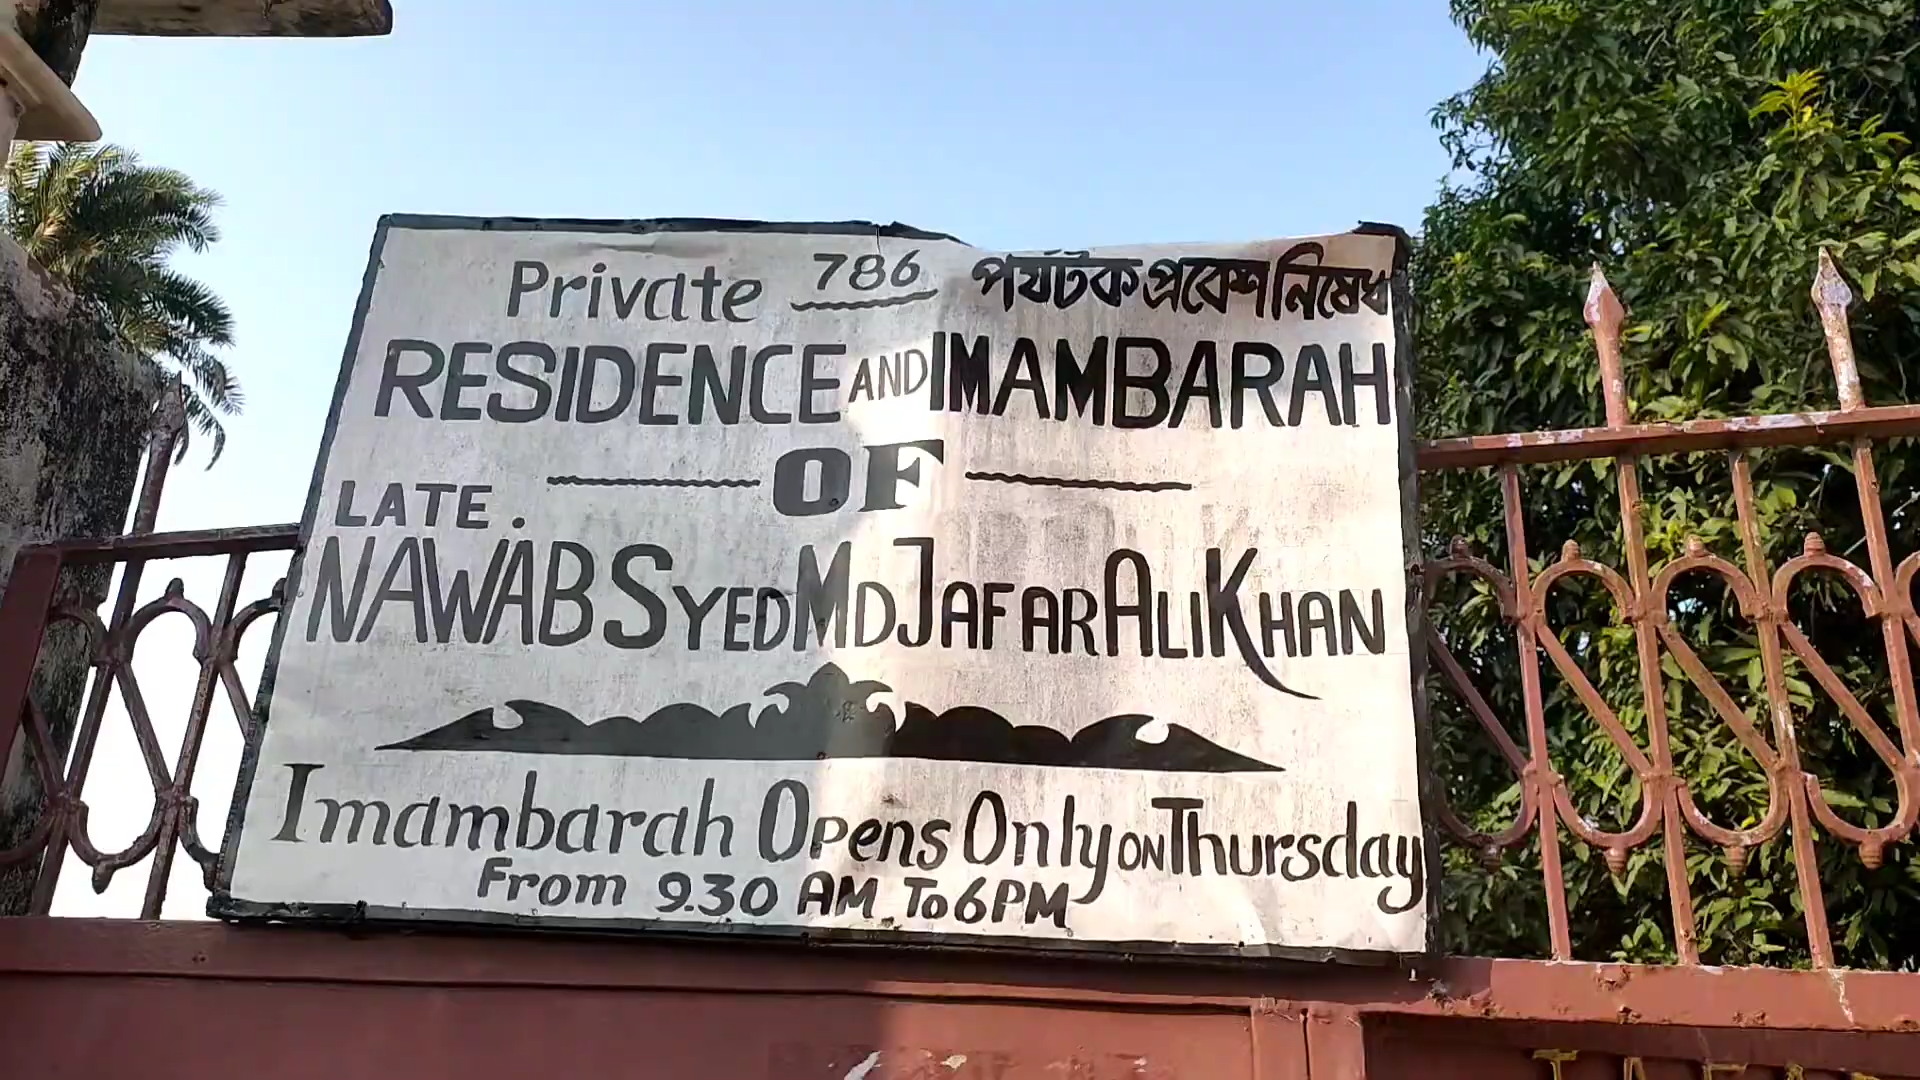 786
Private পর্যটক প্রবেশ নিষেধ
RESIDENCE AND IMAMBARAH
OF
LATE.
NAWAB SYED MD JAFAR ALI KHAN
Imambarah Opens Only ON Thursday
From 9.30 AM To 6PM